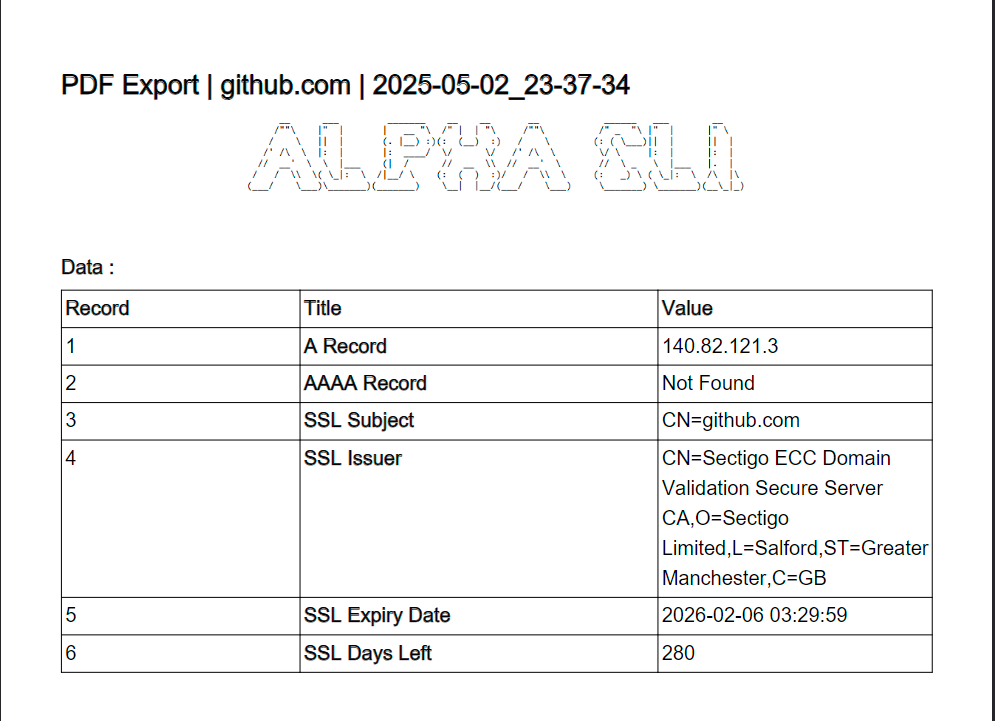 PDF Export | github.com | 2025-05-02_23-37-34
ALPHA CLI
Data :
Record Title Value
1 A Record 140.82.121.3
2 AAAA Record Not Found
3 SSL Subject CN=github.com
4 SSL Issuer CN=Sectigo ECC Domain
Validation Secure Server
CA,O=Sectigo
Limited,L=Salford,ST=Greater
Manchester,C=GB
5 SSL Expiry Date 2026-02-06 03:29:59
6 SSL Days Left 280